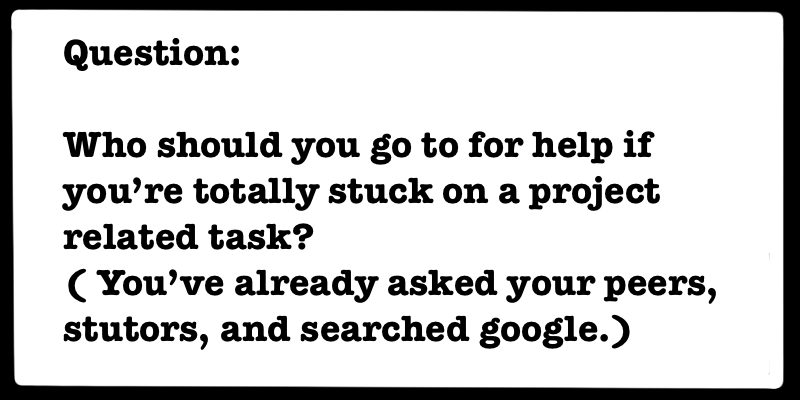 Question:
Who should you go to for help if
you're totally stuck on a project
related task?
( You've already asked your peers,
stutors, and searched google.)